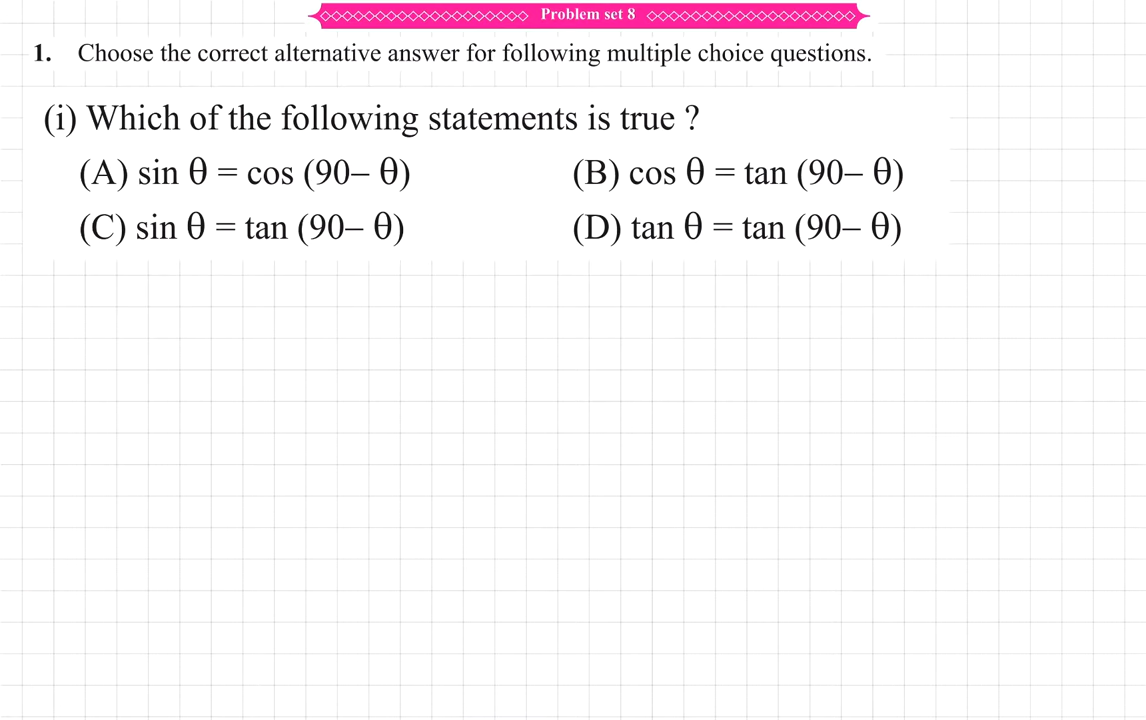 Problem set 8
1. Choose the correct alternative answer for following multiple choice questions.
(i) Which of the following statements is true ?
(A) sin θ = cos (90– θ) (B) cos θ = tan (90– θ)
(C) sin θ = tan (90– θ) (D) tan θ = tan (90– θ)